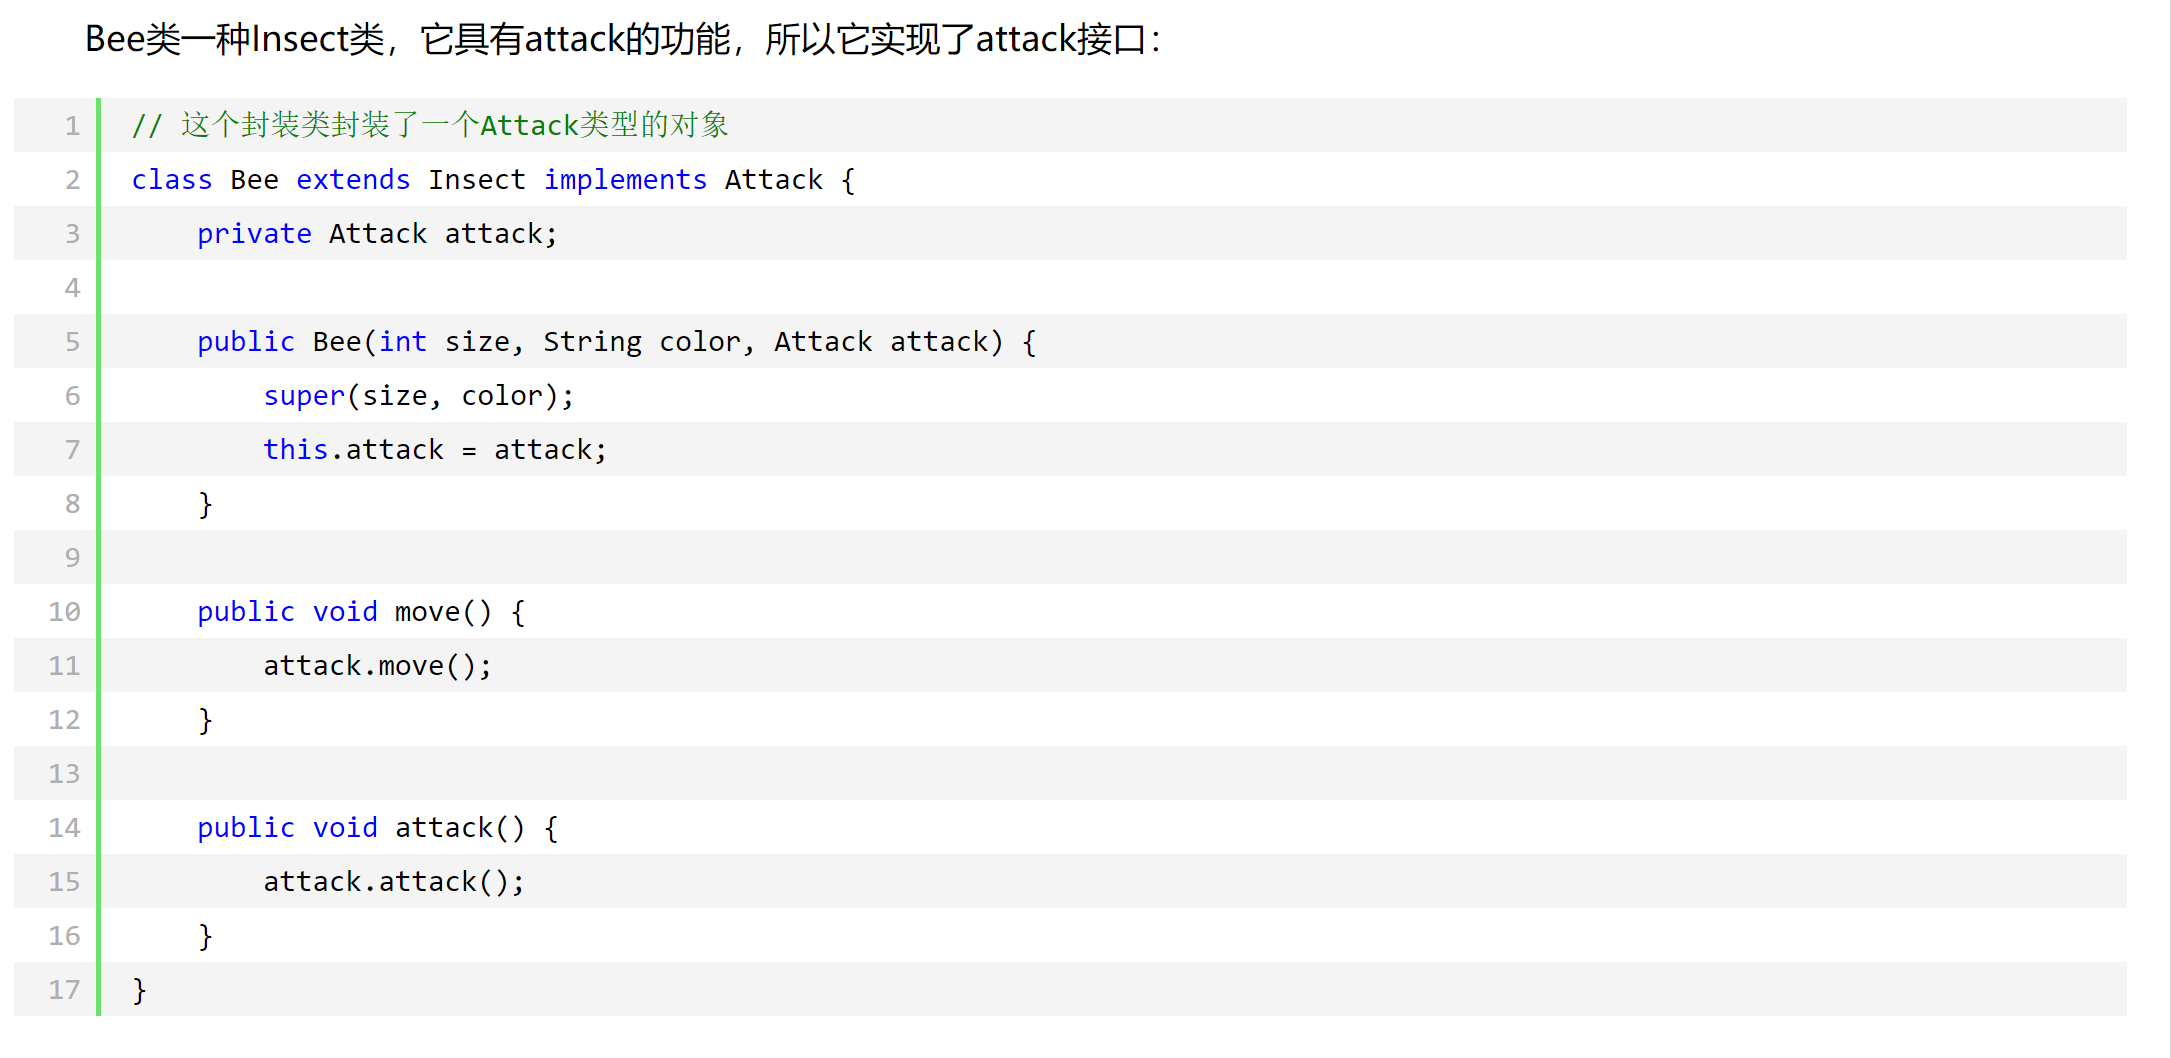 Bee类一种Insect类，它具有attack的功能，所以它实现了attack接口：
1 // 这个封装类封装了一个Attack类型的对象
2 class Bee extends Insect implements Attack {
3     private Attack attack;
4
5     public Bee(int size, String color, Attack attack) {
6         super(size, color);
7         this.attack = attack;
8     }
9
10     public void move() {
11         attack.move();
12     }
13
14     public void attack() {
15         attack.attack();
16     }
17 }